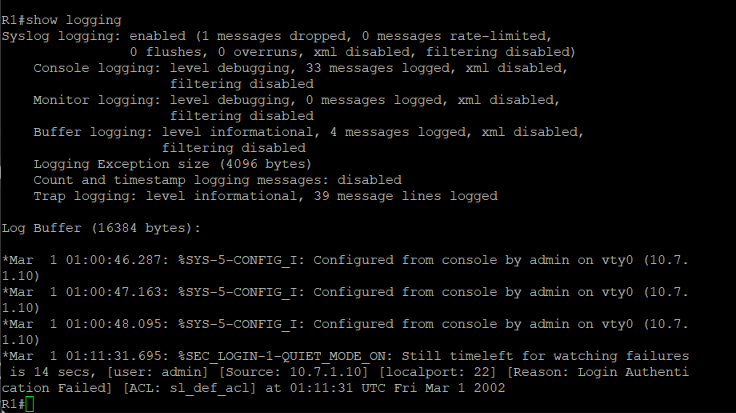 R1#show logging
Syslog logging: enabled (1 messages dropped, 0 messages rate-limited,
                0 flushes, 0 overruns, xml disabled, filtering disabled)
    Console logging: level debugging, 33 messages logged, xml disabled,
                     filtering disabled
    Monitor logging: level debugging, 0 messages logged, xml disabled,
                     filtering disabled
    Buffer logging: level informational, 4 messages logged, xml disabled,
                    filtering disabled
    Logging Exception size (4096 bytes)
    Count and timestamp logging messages: disabled
    Trap logging: level informational, 39 message lines logged

Log Buffer (16384 bytes):

*Mar  1 01:00:46.287: %SYS-5-CONFIG_I: Configured from console by admin on vty0 (10.7.
1.10)
*Mar  1 01:00:47.163: %SYS-5-CONFIG_I: Configured from console by admin on vty0 (10.7.
1.10)
*Mar  1 01:00:48.095: %SYS-5-CONFIG_I: Configured from console by admin on vty0 (10.7.
1.10)
*Mar  1 01:11:31.695: %SEC_LOGIN-1-QUIET_MODE_ON: Still timeleft for watching failures
 is 14 secs, [user: admin] [Source: 10.7.1.10] [localport: 22] [Reason: Login Authenti
cation Failed] [ACL: sl_def_acl] at 01:11:31 UTC Fri Mar 1 2002
R1#